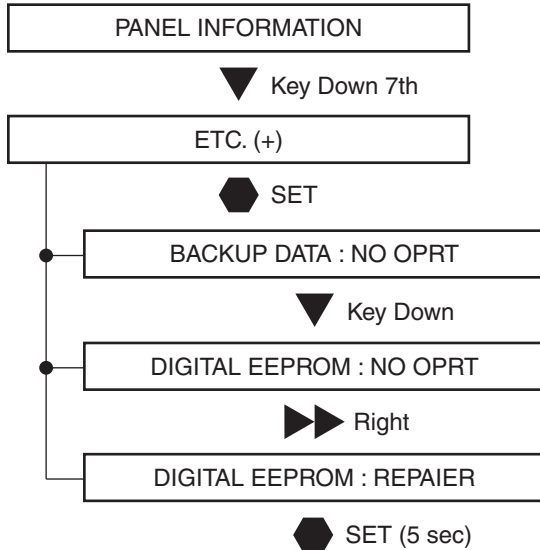 PANEL INFORMATION
Key Down 7th
ETC. (+)
SET
BACKUP DATA : NO OPRT
Key Down
DIGITAL EEPROM : NO OPRT
Right
DIGITAL EEPROM : REPAIER
SET (5 sec)